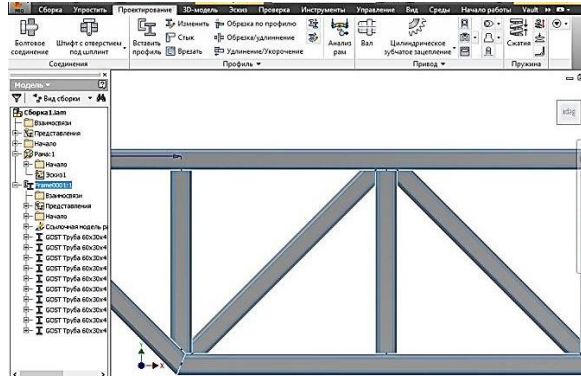 PRO Сборка Упростить Проектирование 3D-модель Эскиз Проверка Инструменты Управление Вид Среды Начало работы Vault
Болтовое соединение
Штифт с отверстием под шплинт
Вставить профиль
Изменить
Стык
Врезать
Обрезка по профилю
Обрезка/удлинение
Удлинение/Укорочение
Анализ рам
Вал
Цилиндрическое зубчатое зацепление
Сжатия
Соединения
Профиль
Привод
Пружина
Модель
Вид сборки
Сборка1.iam
Взаимосвязи
Представления
Начало
Рама:1
Начало
Эскиз1
Frame0001:1
Взаимосвязи
Представления
Начало
Ссылочная модель р
GOST Труба 60x30x4
GOST Труба 60x30x4
GOST Труба 60x30x4
GOST Труба 60x30x4
GOST Труба 60x30x4
GOST Труба 60x30x4
GOST Труба 60x30x4
GOST Труба 60x30x4
GOST Труба 60x30x4
X